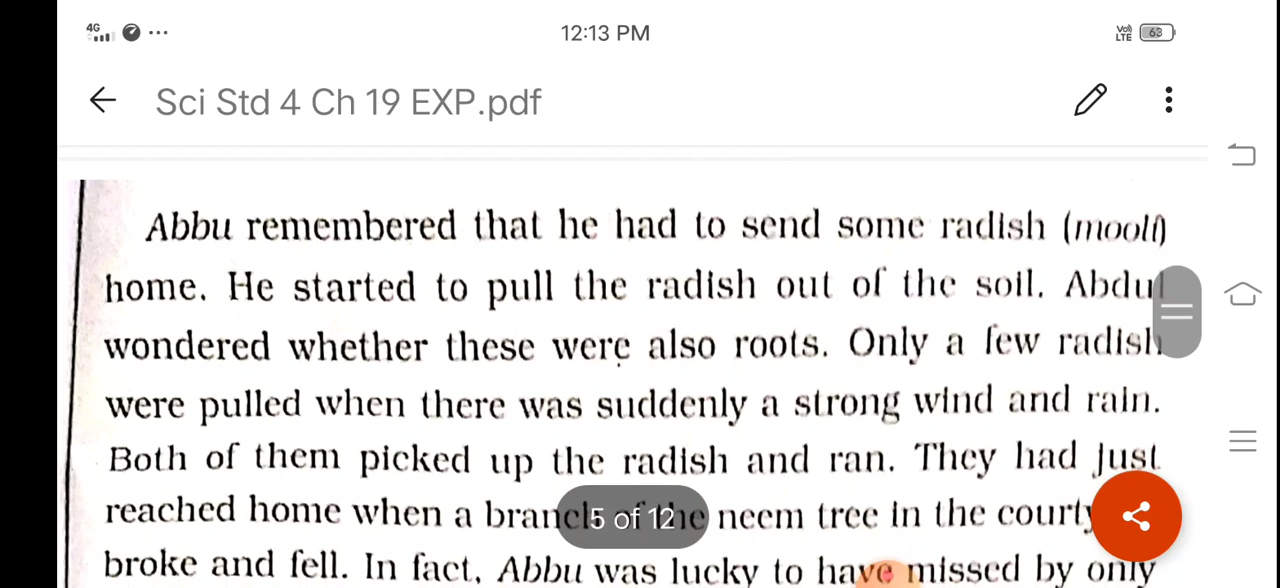 4G ... 12:13 PM Vo) LTE 63
Sci Std 4 Ch 19 EXP.pdf
Abbu remembered that he had to send some radish (mooli)
home. He started to pull the radish out of the soil. Abdul
wondered whether these were also roots. Only a few radish
were pulled when there was suddenly a strong wind and rain.
Both of them picked up the radish and ran. They had just
reached home when a branch of the neem tree in the courty
5 of 12
broke and fell. In fact, Abbu was lucky to have missed by only